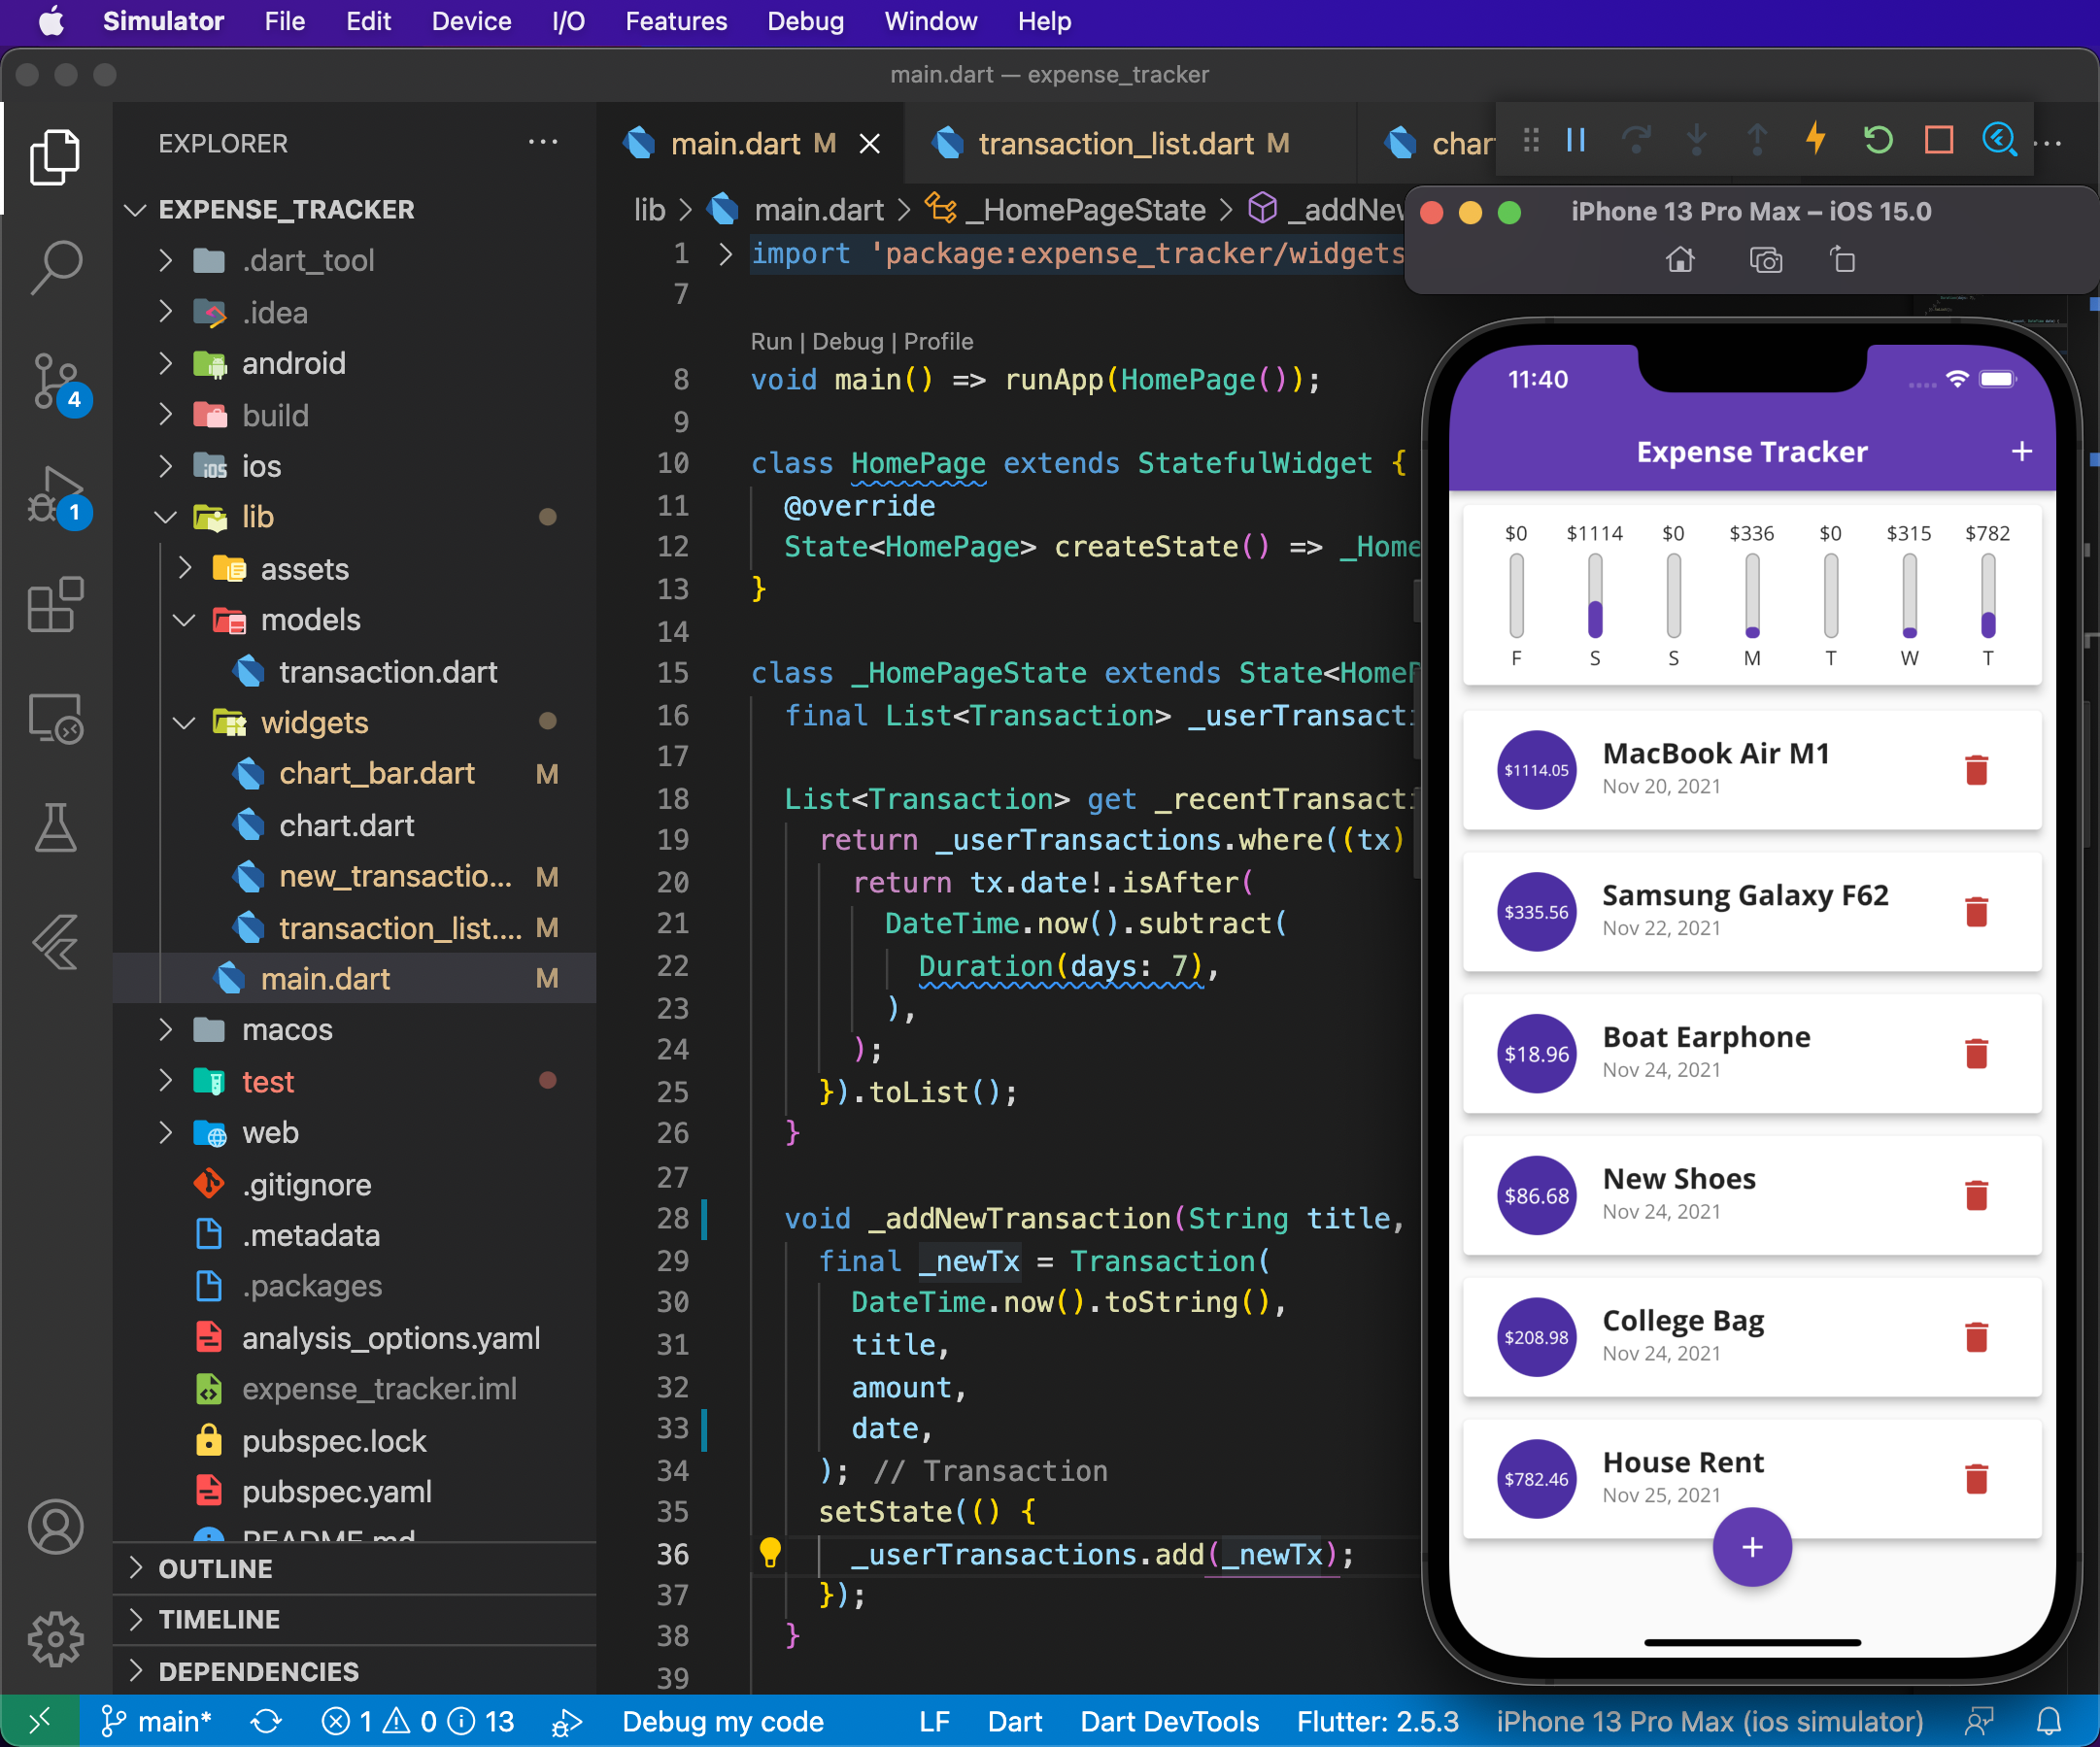 Simulator File Edit Device I/O Features Debug Window Help
main.dart — expense_tracker
EXPLORER
EXPENSE_TRACKER
.dart_tool
.idea
android
build
ios
lib
assets
models
transaction.dart
widgets
chart_bar.dart M
chart.dart
new_transactio... M
transaction_list.... M
main.dart M
macos
test
web
.gitignore
.metadata
.packages
analysis_options.yaml
expense_tracker.iml
pubspec.lock
pubspec.yaml
README.md
OUTLINE
TIMELINE
DEPENDENCIES
4
1
main.dart M
transaction_list.dart M
char
lib > main.dart > _HomePageState > _addNew
1 import 'package:expense_tracker/widgets
7
Run | Debug | Profile
8 void main() => runApp(HomePage());
9
10 class HomePage extends StatefulWidget {
11 @override
12 State<HomePage> createState() => _Home
13 }
14
15 class _HomePageState extends State<HomeP
16 final List<Transaction> _userTransacti
17
18 List<Transaction> get _recentTransacti
19 return _userTransactions.where((tx)
20 return tx.date!.isAfter(
21 DateTime.now().subtract(
22 Duration(days: 7),
23 ),
24 );
25 }).toList();
26 }
27
28 void _addNewTransaction(String title,
29 final _newTx = Transaction(
30 DateTime.now().toString(),
31 title,
32 amount,
33 date,
34 ); // Transaction
35 setState(() {
36 _userTransactions.add(_newTx);
37 });
38 }
39
iPhone 13 Pro Max – iOS 15.0
11:40
Expense Tracker +
$0 $1114 $0 $336 $0 $315 $782
F S S M T W T
$1114.05
MacBook Air M1
Nov 20, 2021
$335.56
Samsung Galaxy F62
Nov 22, 2021
$18.96
Boat Earphone
Nov 24, 2021
$86.68
New Shoes
Nov 24, 2021
$208.98
College Bag
Nov 24, 2021
$782.46
House Rent
Nov 25, 2021
+
main* 1 0 13 Debug my code LF Dart Dart DevTools Flutter: 2.5.3 iPhone 13 Pro Max (ios simulator)